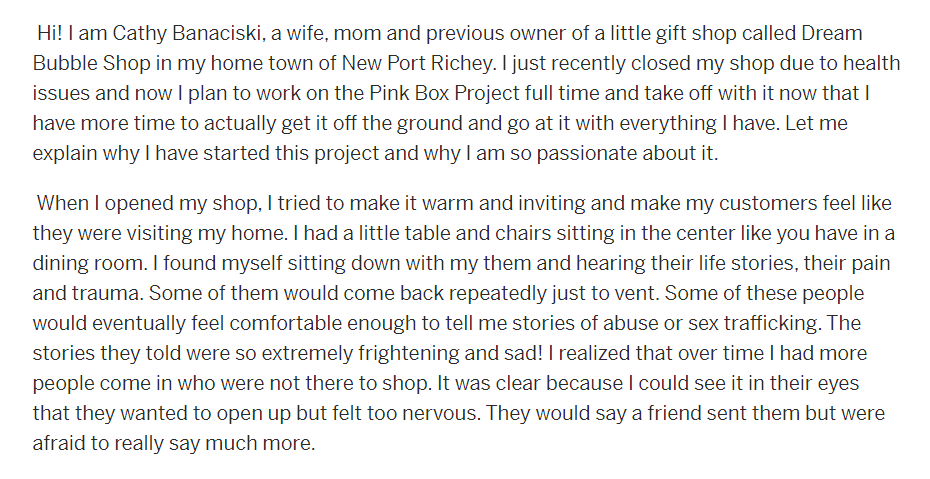 Hi! I am Cathy Banaciski, a wife, mom and previous owner of a little gift shop called Dream
Bubble Shop in my home town of New Port Richey. I just recently closed my shop due to health
issues and now I plan to work on the Pink Box Project full time and take off with it now that I
have more time to actually get it off the ground and go at it with everything I have. Let me
explain why I have started this project and why I am so passionate about it.
When I opened my shop, I tried to make it warm and inviting and make my customers feel like
they were visiting my home. I had a little table and chairs sitting in the center like you have in a
dining room. I found myself sitting down with my them and hearing their life stories, their pain
and trauma. Some of them would come back repeatedly just to vent. Some of these people
would eventually feel comfortable enough to tell me stories of abuse or sex trafficking. The
stories they told were so extremely frightening and sad! I realized that over time I had more
people come in who were not there to shop. It was clear because I could see it in their eyes
that they wanted to open up but felt too nervous. They would say a friend sent them but were
afraid to really say much more.